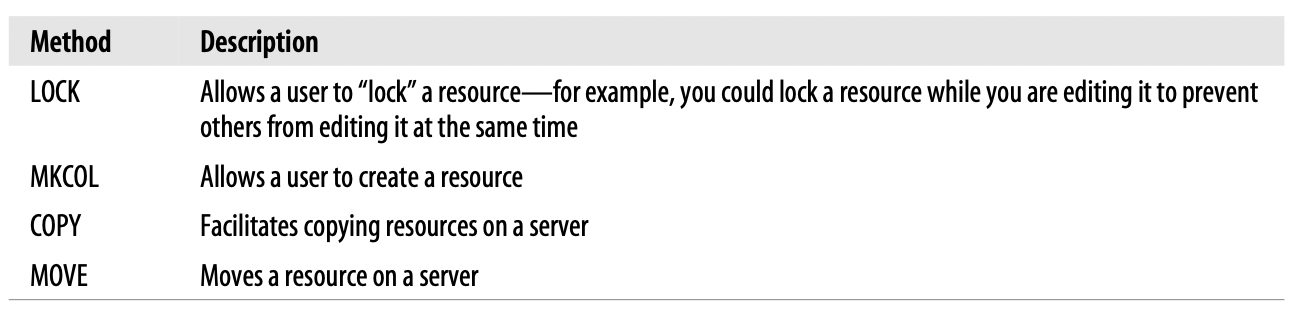 Method Description
LOCK Allows a user to “lock” a resource—for example, you could lock a resource while you are editing it to prevent
others from editing it at the same time
MKCOL Allows a user to create a resource
COPY Facilitates copying resources on a server
MOVE Moves a resource on a server